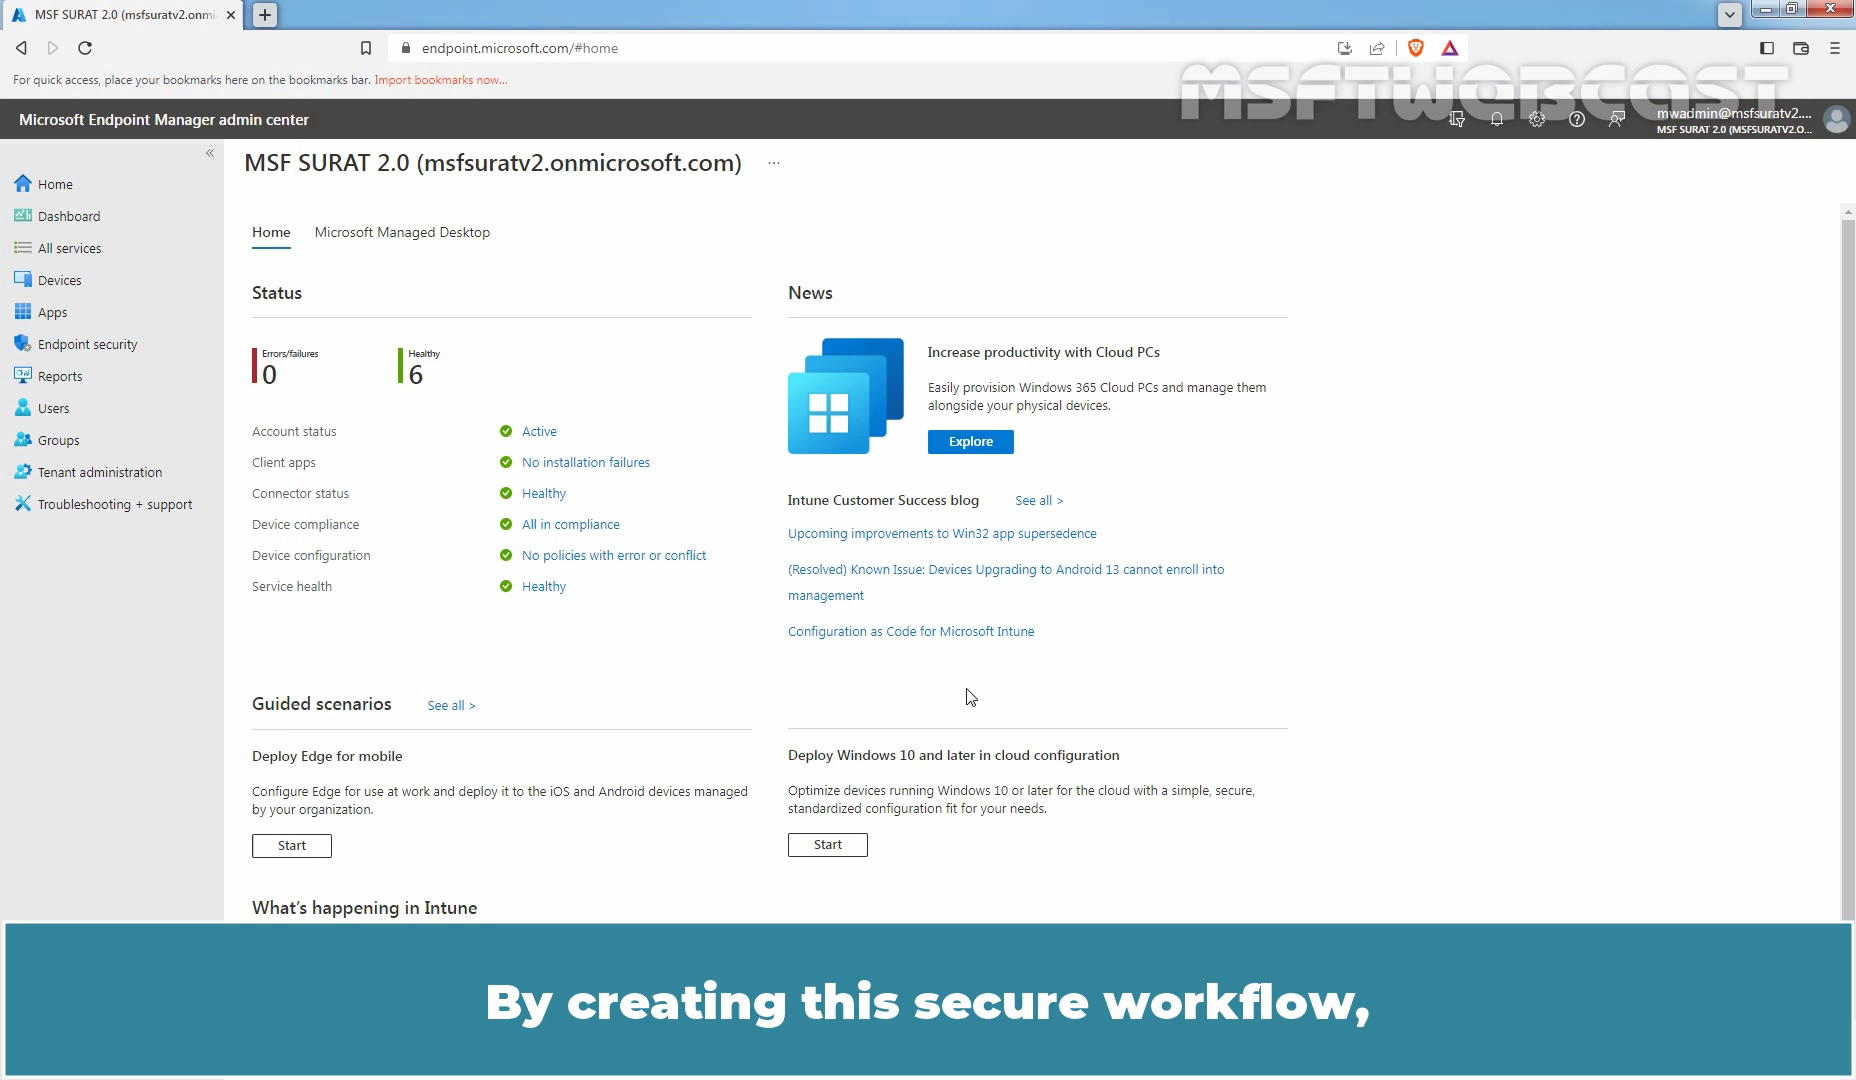 MSF SURAT 2.0 (msfsuratv2.onmi
endpoint.microsoft.com/#home
For quick access, place your bookmarks here on the bookmarks bar. Import bookmarks now...
MSFTWEBCAST
Microsoft Endpoint Manager admin center
mwadmin@msfsuratv2....
MSF SURAT 2.0 (MSFSURATV2.O...
MSF SURAT 2.0 (msfsuratv2.onmicrosoft.com) ...
Home
Dashboard
All services
Devices
Apps
Endpoint security
Reports
Users
Groups
Tenant administration
Troubleshooting + support
Home Microsoft Managed Desktop
Status
Errors/failures
0
Healthy
6
Account status Active
Client apps No installation failures
Connector status Healthy
Device compliance All in compliance
Device configuration No policies with error or conflict
Service health Healthy
News
Increase productivity with Cloud PCs
Easily provision Windows 365 Cloud PCs and manage them
alongside your physical devices.
Explore
Intune Customer Success blog See all >
Upcoming improvements to Win32 app supersedence
(Resolved) Known Issue: Devices Upgrading to Android 13 cannot enroll into
management
Configuration as Code for Microsoft Intune
Guided scenarios See all >
Deploy Edge for mobile
Configure Edge for use at work and deploy it to the iOS and Android devices managed
by your organization.
Start
Deploy Windows 10 and later in cloud configuration
Optimize devices running Windows 10 or later for the cloud with a simple, secure,
standardized configuration fit for your needs.
Start
What's happening in Intune
By creating this secure workflow,